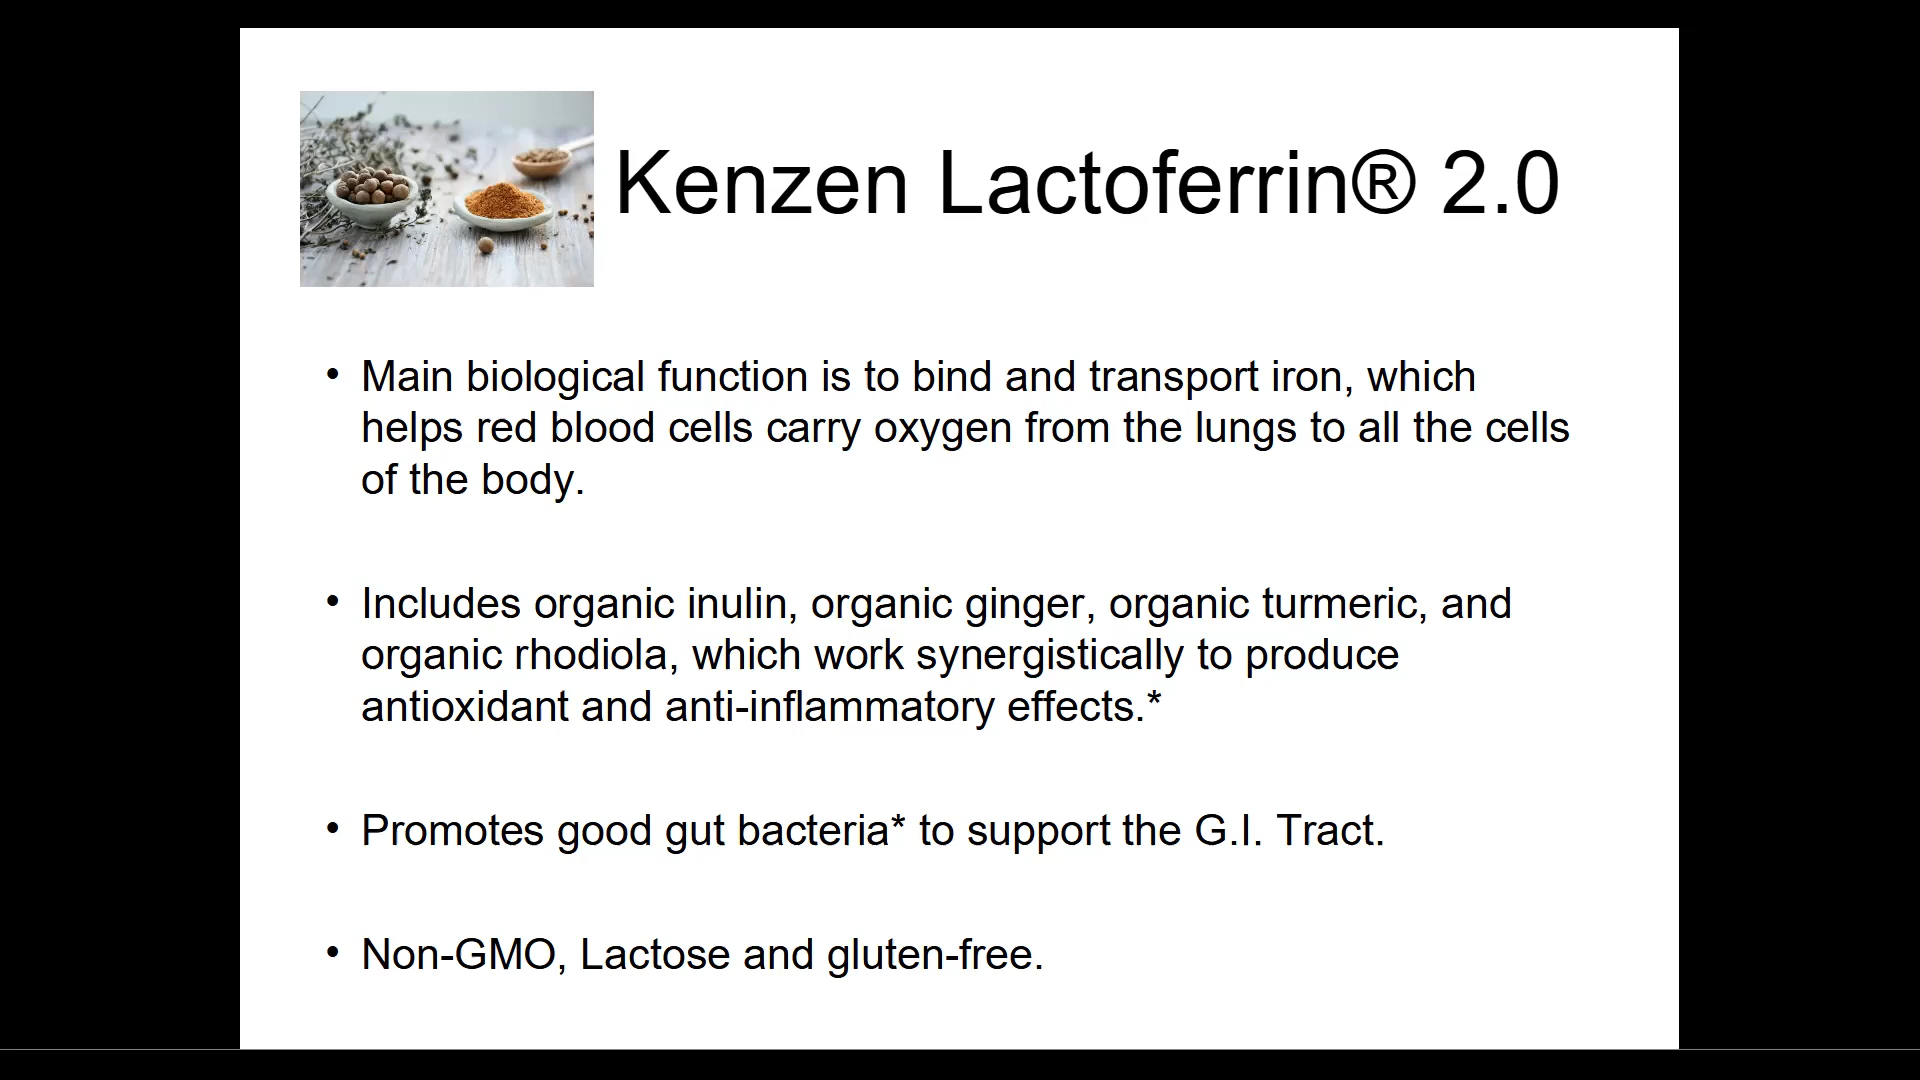 Kenzen Lactoferrin® 2.0
• Main biological function is to bind and transport iron, which
helps red blood cells carry oxygen from the lungs to all the cells
of the body.
• Includes organic inulin, organic ginger, organic turmeric, and
organic rhodiola, which work synergistically to produce
antioxidant and anti-inflammatory effects.*
• Promotes good gut bacteria* to support the G.I. Tract.
• Non-GMO, Lactose and gluten-free.